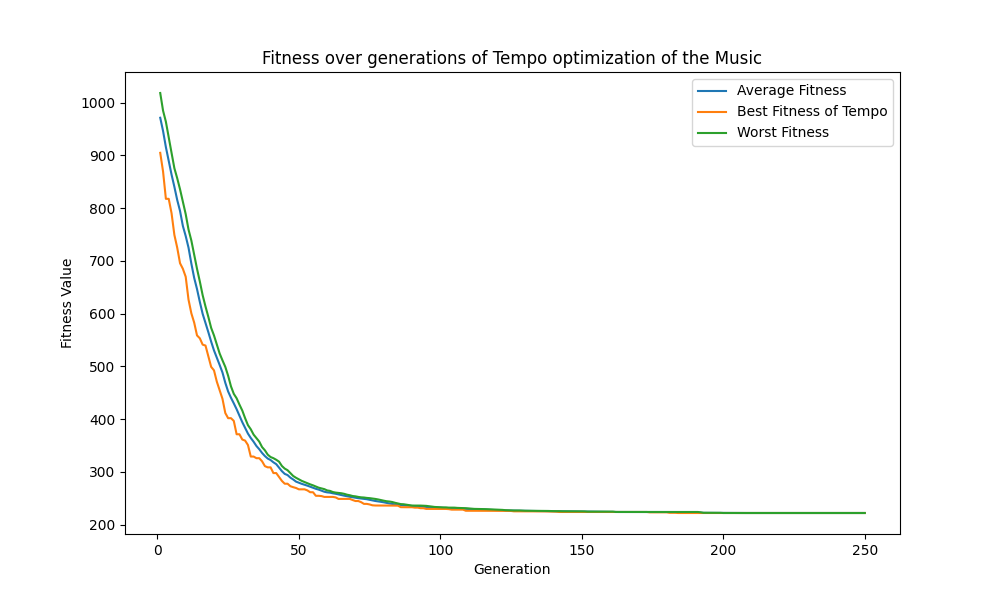 Fitness over generations of Tempo optimization of the Music
Average Fitness
Best Fitness of Tempo
Worst Fitness
Fitness Value
1000
900
800
700
600
500
400
300
200
0 50 100 150 200 250
Generation